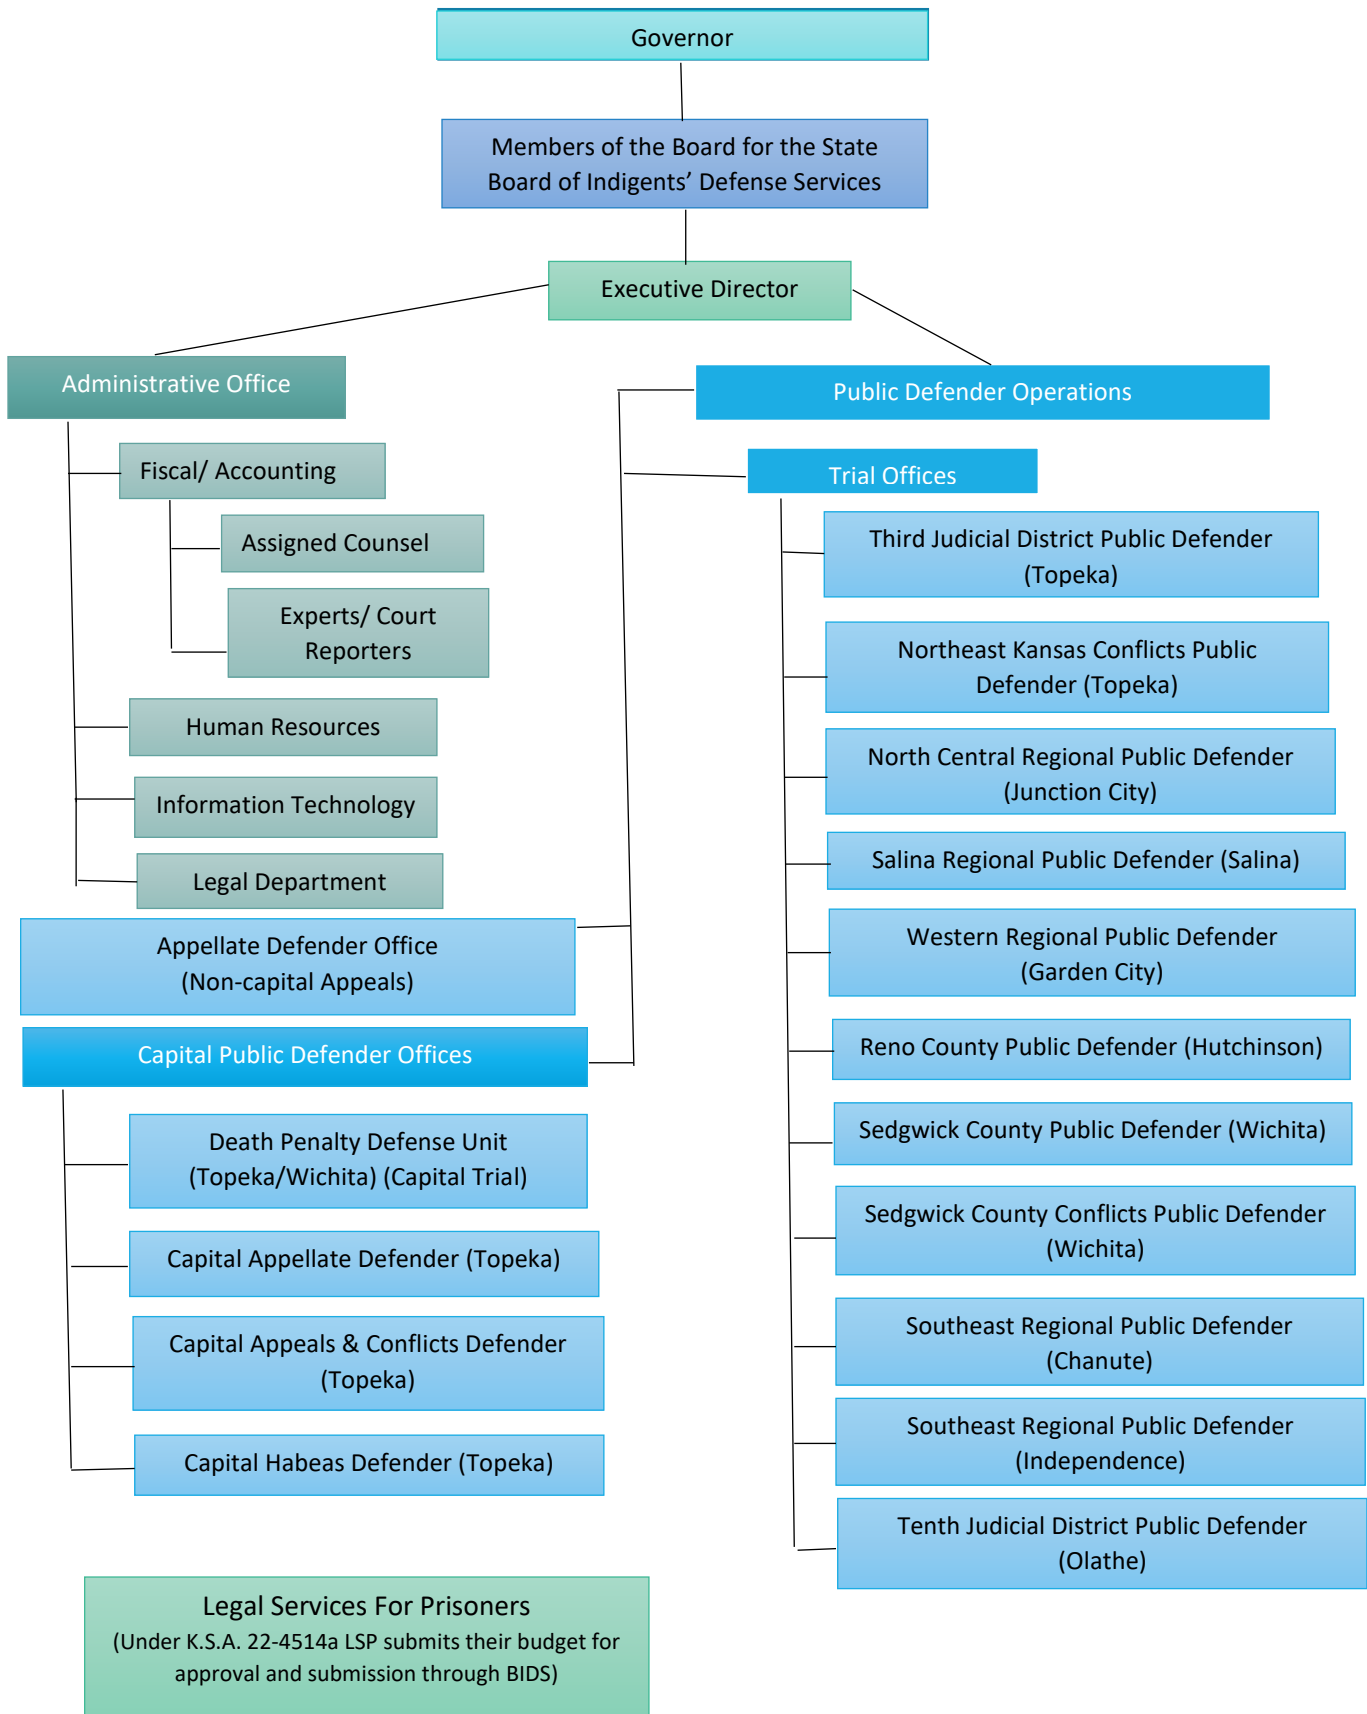 Governor
Members of the Board for the State
Board of Indigents’ Defense Services
Executive Director
Administrative Office
Fiscal/ Accounting
Assigned Counsel
Experts/ Court
Reporters
Human Resources
Information Technology
Legal Department
Public Defender Operations
Trial Offices
Third Judicial District Public Defender
(Topeka)
Northeast Kansas Conflicts Public
Defender (Topeka)
North Central Regional Public Defender
(Junction City)
Salina Regional Public Defender (Salina)
Western Regional Public Defender
(Garden City)
Reno County Public Defender (Hutchinson)
Sedgwick County Public Defender (Wichita)
Sedgwick County Conflicts Public Defender
(Wichita)
Southeast Regional Public Defender
(Chanute)
Southeast Regional Public Defender
(Independence)
Tenth Judicial District Public Defender
(Olathe)
Appellate Defender Office
(Non-capital Appeals)
Capital Public Defender Offices
Death Penalty Defense Unit
(Topeka/Wichita) (Capital Trial)
Capital Appellate Defender (Topeka)
Capital Appeals & Conflicts Defender
(Topeka)
Capital Habeas Defender (Topeka)
Legal Services For Prisoners
(Under K.S.A. 22-4514a LSP submits their budget for
approval and submission through BIDS)